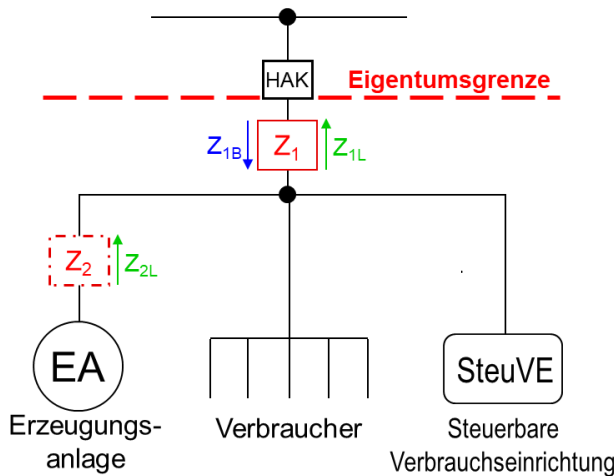 HAK
Eigentumsgrenze
Z1B
Z1
Z1L
Z2
Z2L
EA
SteuVE
Erzeugungs-
anlage
Verbraucher
Steuerbare
Verbrauchseinrichtung